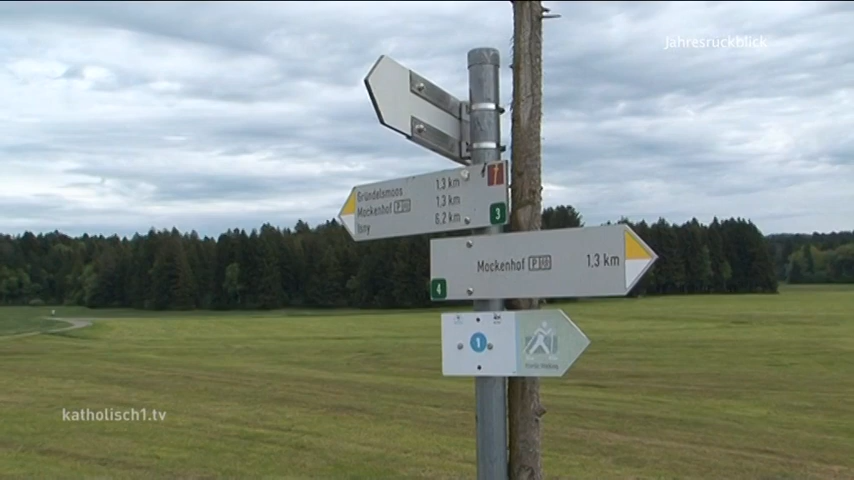 Jahresrückblick
Gründelsmoos 1,3 km
Mockenhof P 1,3 km
Isny 6,2 km
3
Mockenhof P 1,3 km
4
1
katholisch1.tv